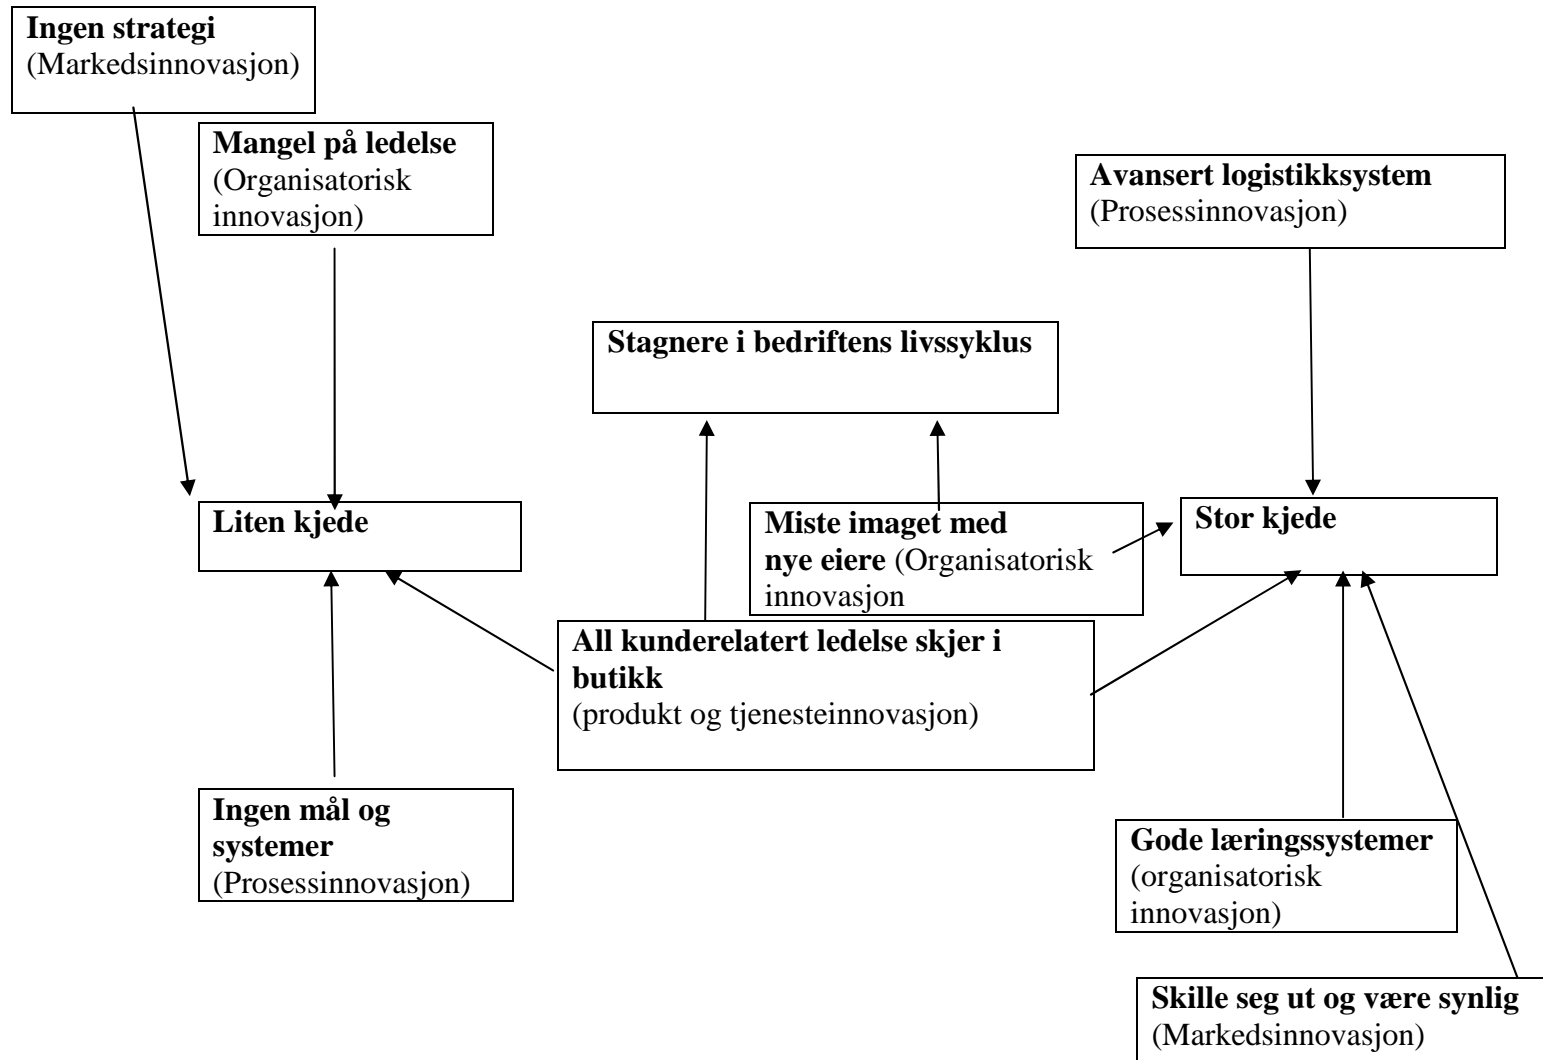 Ingen strategi
(Markedsinnovasjon)
Mangel på ledelse
(Organisatorisk
innovasjon)
Avansert logistikksystem
(Prosessinnovasjon)
Stagnere i bedriftens livssyklus
Liten kjede
Miste imaget med
nye eiere (Organisatorisk
innovasjon
Stor kjede
All kunderelatert ledelse skjer i
butikk
(produkt og tjenesteinnovasjon)
Ingen mål og
systemer
(Prosessinnovasjon)
Gode læringssystemer
(organisatorisk
innovasjon)
Skille seg ut og være synlig
(Markedsinnovasjon)